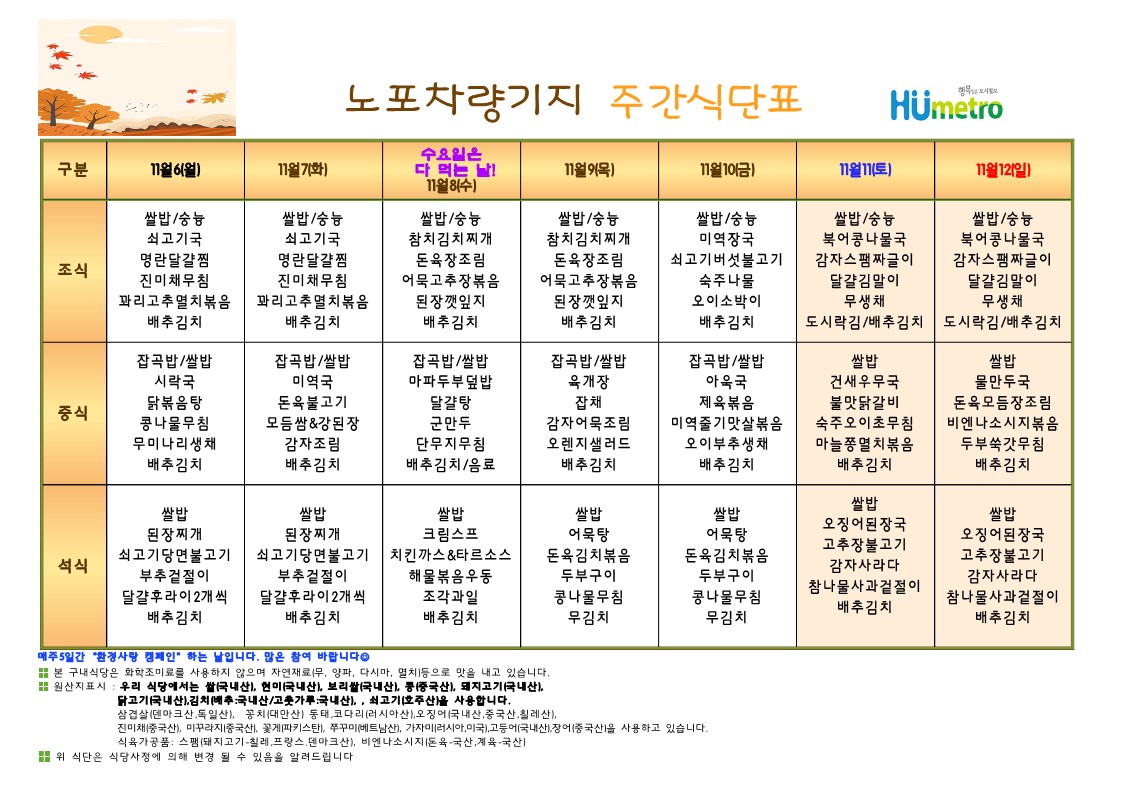 노포차량기지 주간식단표
행복을 주는 도시철도
Hümetro
구분
11월6(월)
11월7(화)
수요일은
다 먹는 날!
11월8(수)
11월9(목)
11월10(금)
11월11(토)
11월12(일)
조식
쌀밥/숭늉
쇠고기국
명란달걀찜
진미채무침
꽈리고추멸치볶음
배추김치
쌀밥/숭늉
쇠고기국
명란달걀찜
진미채무침
꽈리고추멸치볶음
배추김치
쌀밥/숭늉
참치김치찌개
돈육장조림
어묵고추장볶음
된장깻잎지
배추김치
쌀밥/숭늉
참치김치찌개
돈육장조림
어묵고추장볶음
된장깻잎지
배추김치
쌀밥/숭늉
미역장국
쇠고기버섯불고기
숙주나물
오이소박이
배추김치
쌀밥/숭늉
북어콩나물국
감자스팸짜글이
달걀김말이
무생채
도시락김/배추김치
쌀밥/숭늉
북어콩나물국
감자스팸짜글이
달걀김말이
무생채
도시락김/배추김치
중식
잡곡밥/쌀밥
시락국
닭볶음탕
콩나물무침
무미나리생채
배추김치
잡곡밥/쌀밥
미역국
돈육불고기
모듬쌈&강된장
감자조림
배추김치
잡곡밥/쌀밥
마파두부덮밥
달걀탕
군만두
단무지무침
배추김치/음료
잡곡밥/쌀밥
육개장
잡채
감자어묵조림
오렌지샐러드
배추김치
잡곡밥/쌀밥
아욱국
제육볶음
미역줄기맛살볶음
오이부추생채
배추김치
쌀밥
건새우무국
불맛닭갈비
숙주오이초무침
마늘쫑멸치볶음
배추김치
쌀밥
물만두국
돈육모듬장조림
비엔나소시지볶음
두부쑥갓무침
배추김치
석식
쌀밥
된장찌개
쇠고기당면불고기
부추겉절이
달걀후라이2개씩
배추김치
쌀밥
된장찌개
쇠고기당면불고기
부추겉절이
달걀후라이2개씩
배추김치
쌀밥
크림스프
치킨까스&타르소스
해물볶음우동
조각과일
배추김치
쌀밥
어묵탕
돈육김치볶음
두부구이
콩나물무침
무김치
쌀밥
어묵탕
돈육김치볶음
두부구이
콩나물무침
무김치
쌀밥
오징어된장국
고추장불고기
감자사라다
참나물사과겉절이
배추김치
쌀밥
오징어된장국
고추장불고기
감자사라다
참나물사과겉절이
배추김치
매주5일간 "환경사랑 캠페인" 하는 날입니다. 많은 참여 바랍니다☺
본 구내식당은 화학조미료를 사용하지 않으며 자연재료(무, 양파, 다시마, 멸치)등으로 맛을 내고 있습니다.
원산지표시 : 우리 식당에서는 쌀(국내산), 현미(국내산), 보리쌀(국내산), 콩(중국산), 돼지고기(국내산),
닭고기(국내산),김치(배추:국내산/고춧가루:국내산), , 쇠고기(호주산)을 사용합니다.
삼겹살(덴마크산,독일산), 꽁치(대만산) 동태,코다리(러시아산),오징어(국내산,중국산,칠레산),
진미채(중국산), 미꾸라지(중국산), 꽃게(파키스탄), 쭈꾸미(베트남산), 가자미(러시아,미국),고등어(국내산),장어(중국산)을 사용하고 있습니다.
식육가공품: 스팸(돼지고기-칠레,프랑스.덴마크산), 비엔나소시지(돈육-국산,계육-국산)
위 식단은 식당사정에 의해 변경 될 수 있음을 알려드립니다